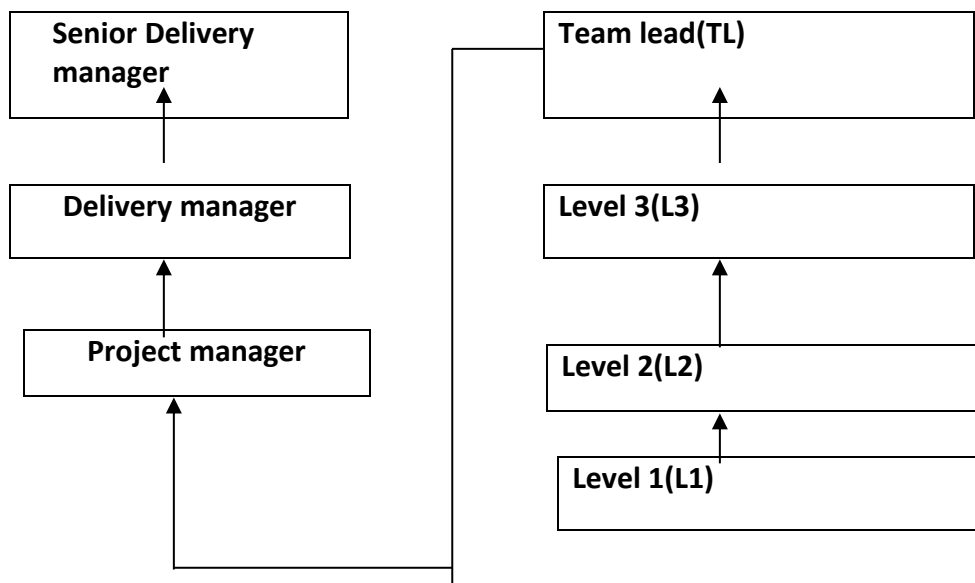 Senior Delivery
manager
Delivery manager
Project manager
Team lead(TL)
Level 3(L3)
Level 2(L2)
Level 1(L1)